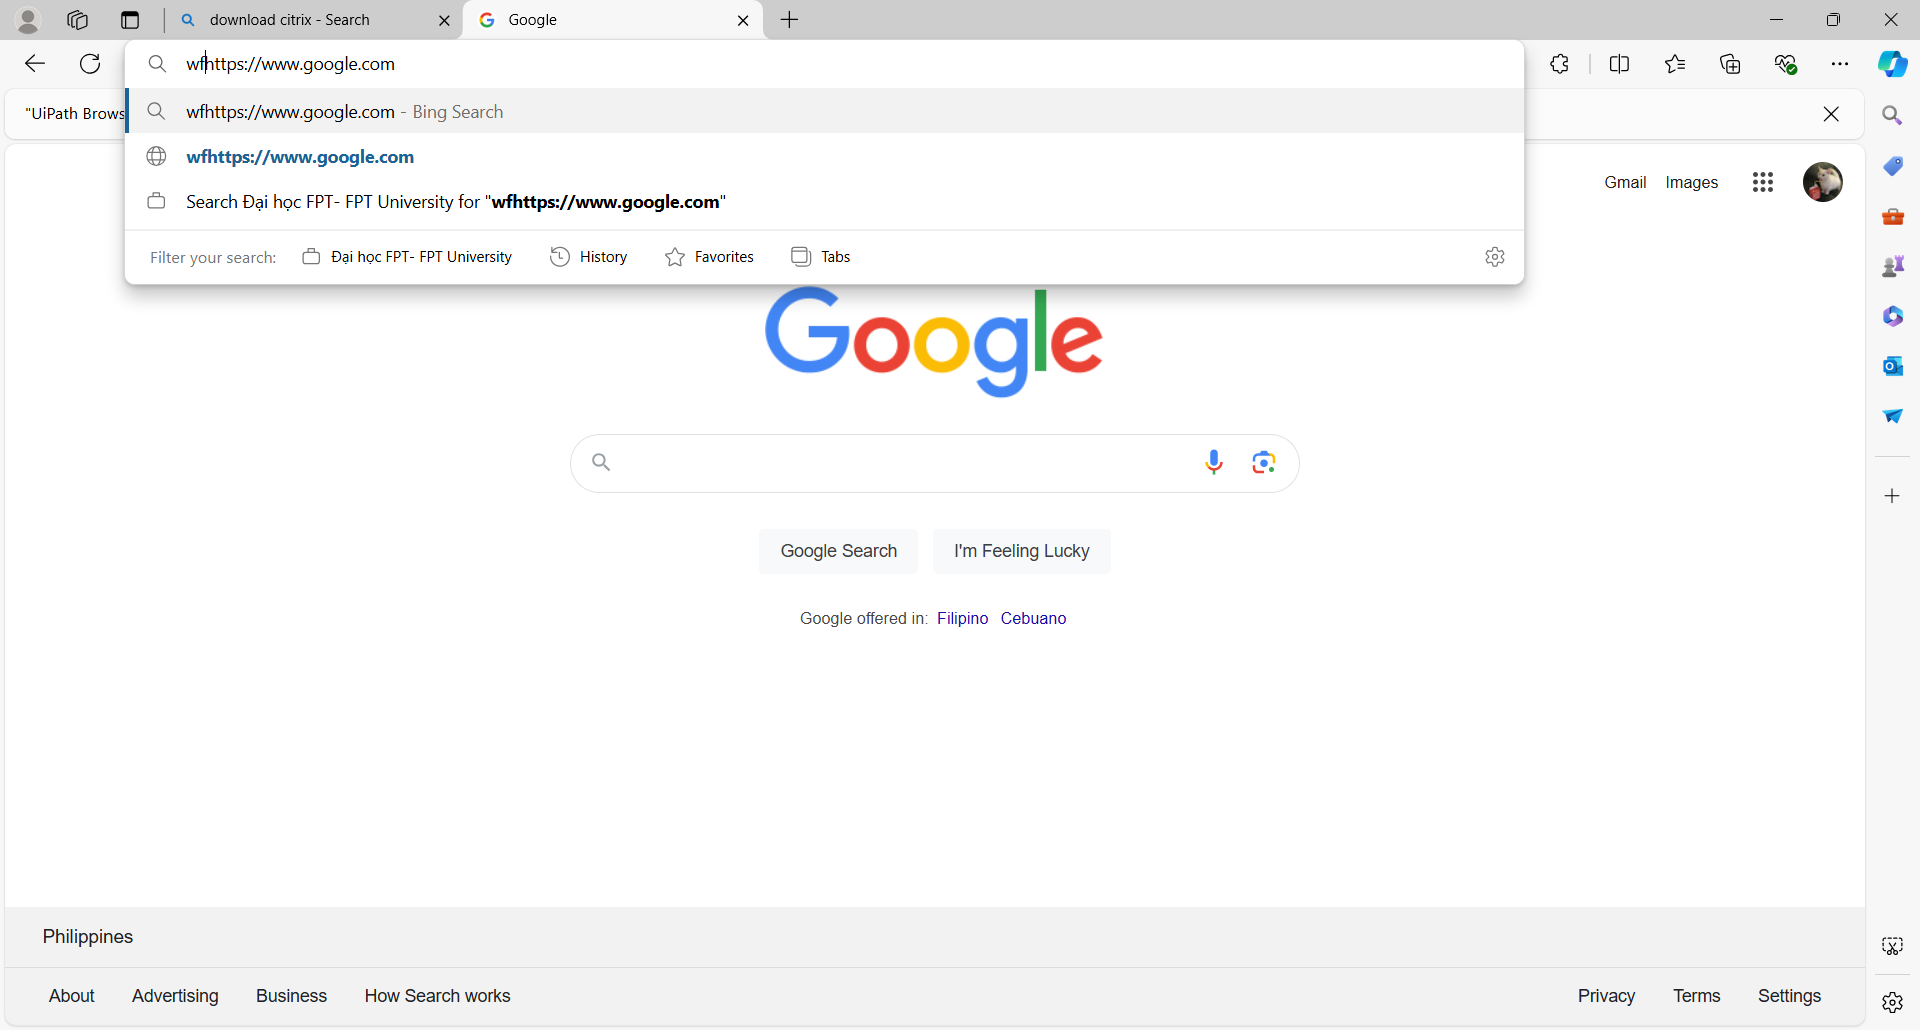 download citrix - Search
Google
wfhttps://www.google.com
wfhttps://www.google.com - Bing Search
"UiPath Brows
wfhttps://www.google.com
Search Đại học FPT- FPT University for "wfhttps://www.google.com"
Gmail Images
Filter your search: Đại học FPT- FPT University History Favorites Tabs
Google
Google Search I'm Feeling Lucky
Google offered in: Filipino Cebuano
Philippines
About Advertising Business How Search works Privacy Terms Settings